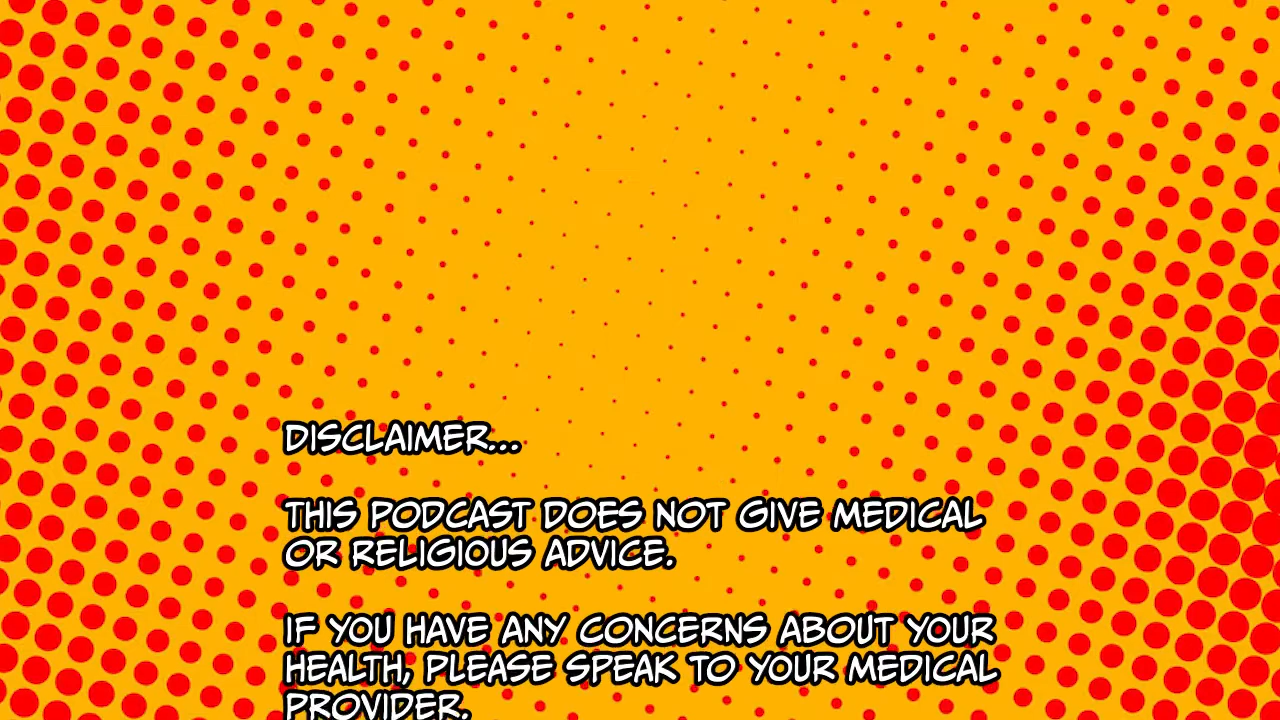 DISCLAIMER...
THIS PODCAST DOES NOT GIVE MEDICAL
OR RELIGIOUS ADVICE.
IF YOU HAVE ANY CONCERNS ABOUT YOUR
HEALTH, PLEASE SPEAK TO YOUR MEDICAL
PROVIDER.